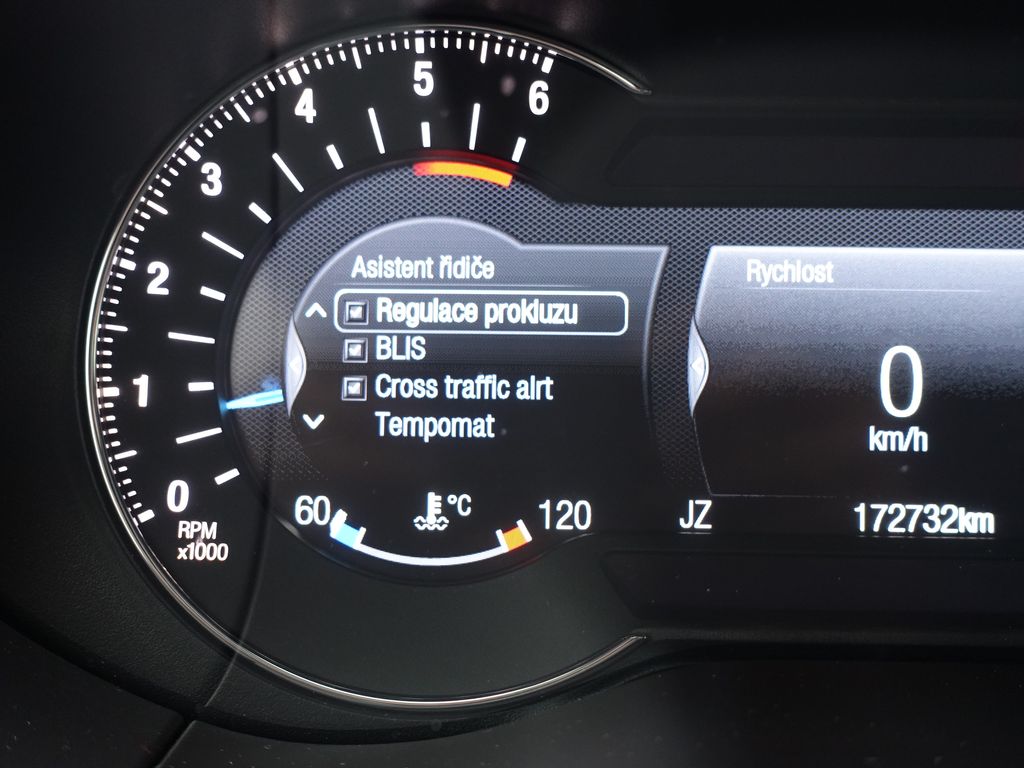 6
5
4
3
2
1
0
RPM
x1000
Asistent řidiče
Regulace prokluzu
BLIS
Cross traffic alrt
Tempomat
60
°C
120
Rychlost
0
km/h
JZ
172732km